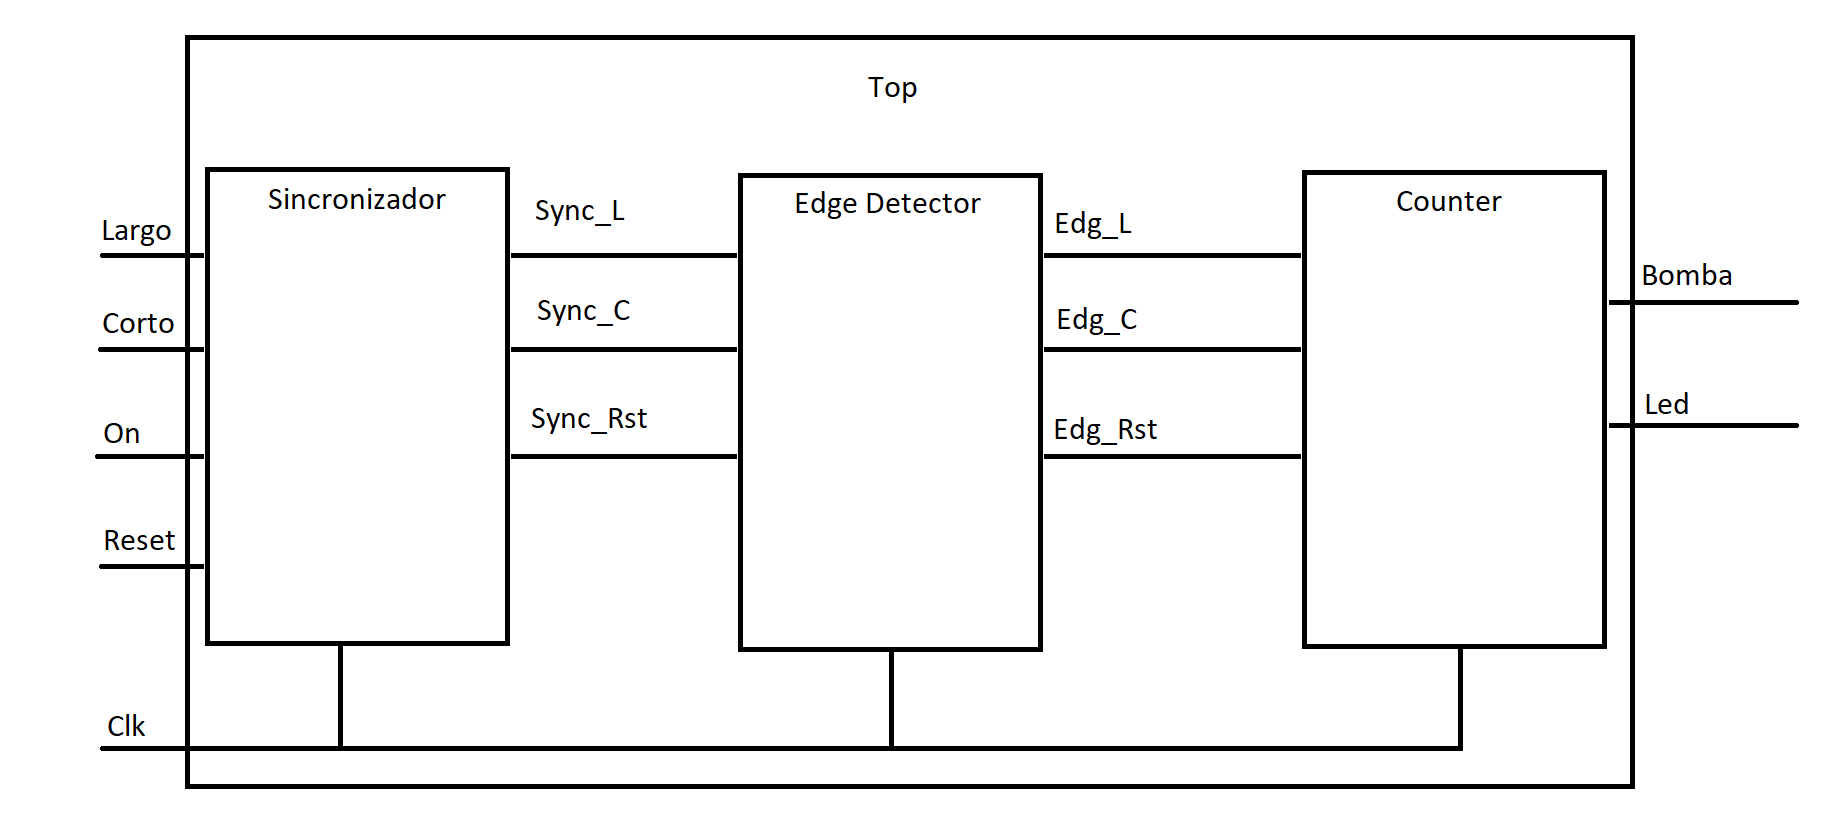 Top
Sincronizador
Edge Detector
Counter
Largo
Corto
On
Reset
Clk
Sync_L
Sync_C
Sync_Rst
Edg_L
Edg_C
Edg_Rst
Bomba
Led